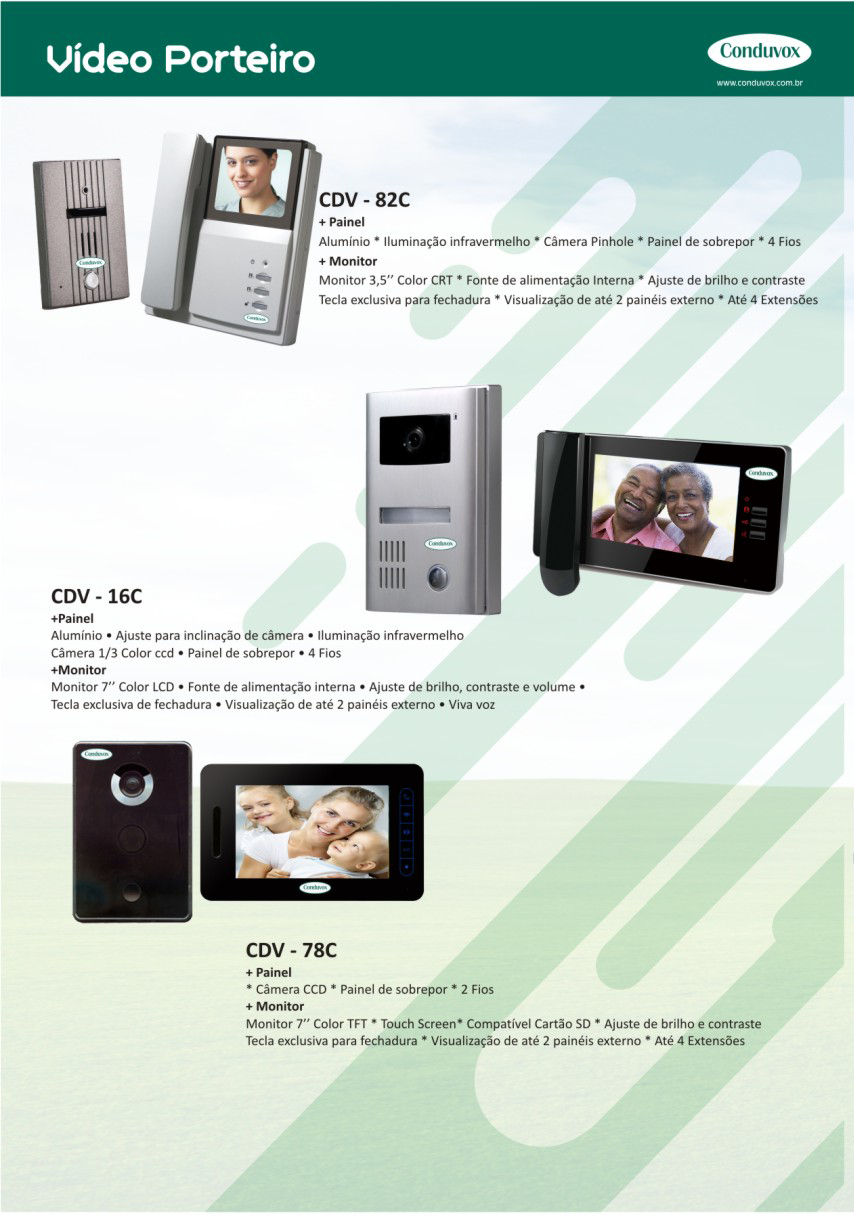 Vídeo Porteiro
Conduvox
www.conduvox.com.br
CDV - 82C
+ Painel
Alumínio * Iluminação infravermelho * Câmera Pinhole * Painel de sobrepor * 4 Fios
+ Monitor
Monitor 3,5’’ Color CRT * Fonte de alimentação Interna * Ajuste de brilho e contraste
Tecla exclusiva para fechadura * Visualização de até 2 painéis externo * Até 4 Extensões
Conduvox
Conduvox
Conduvox
Conduvox
CDV - 16C
+Painel
Alumínio • Ajuste para inclinação de câmera • Iluminação infravermelho
Câmera 1/3 Color ccd • Painel de sobrepor • 4 Fios
+Monitor
Monitor 7’’ Color LCD • Fonte de alimentação interna • Ajuste de brilho, contraste e volume •
Tecla exclusiva de fechadura • Visualização de até 2 painéis externo • Viva voz
Conduvox
Conduvox
CDV - 78C
+ Painel
* Câmera CCD * Painel de sobrepor * 2 Fios
+ Monitor
Monitor 7’’ Color TFT * Touch Screen* Compatível Cartão SD * Ajuste de brilho e contraste
Tecla exclusiva para fechadura * Visualização de até 2 painéis externo * Até 4 Extensões